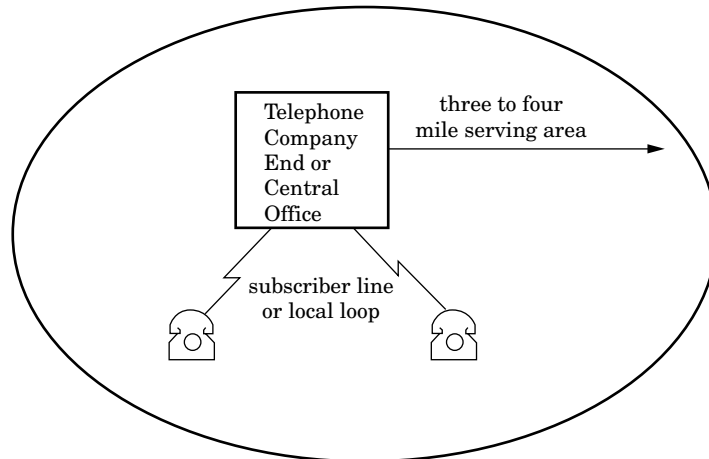 Telephone
Company
End or
Central
Office
three to four
mile serving area
subscriber line
or local loop